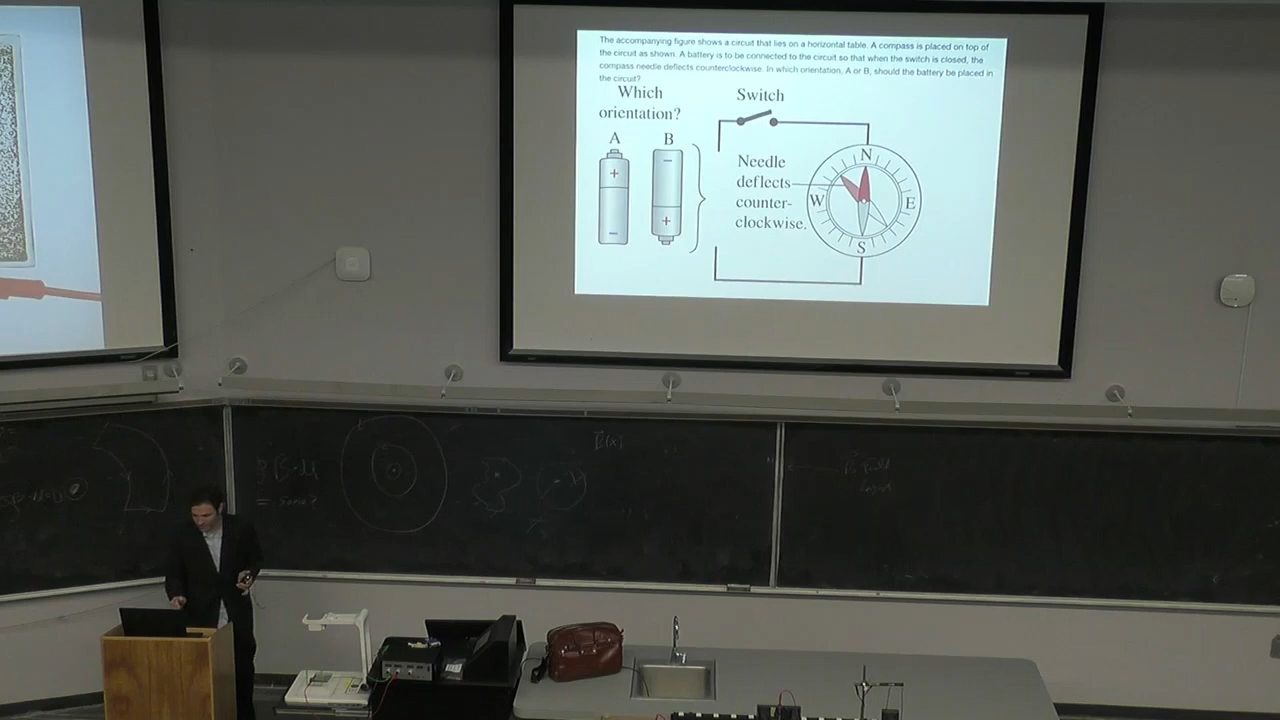 The accompanying figure shows a circuit that lies on a horizontal table. A compass is placed on top of
the circuit as shown. A battery is to be connected to the circuit so that when the switch is closed, the
compass needle deflects counterclockwise. In which orientation, A or B, should the battery be placed in
the circuit?
Which
orientation?
Switch
A
B
+
−
−
+
Needle
deflects
counter-
clockwise.
N
W
E
S